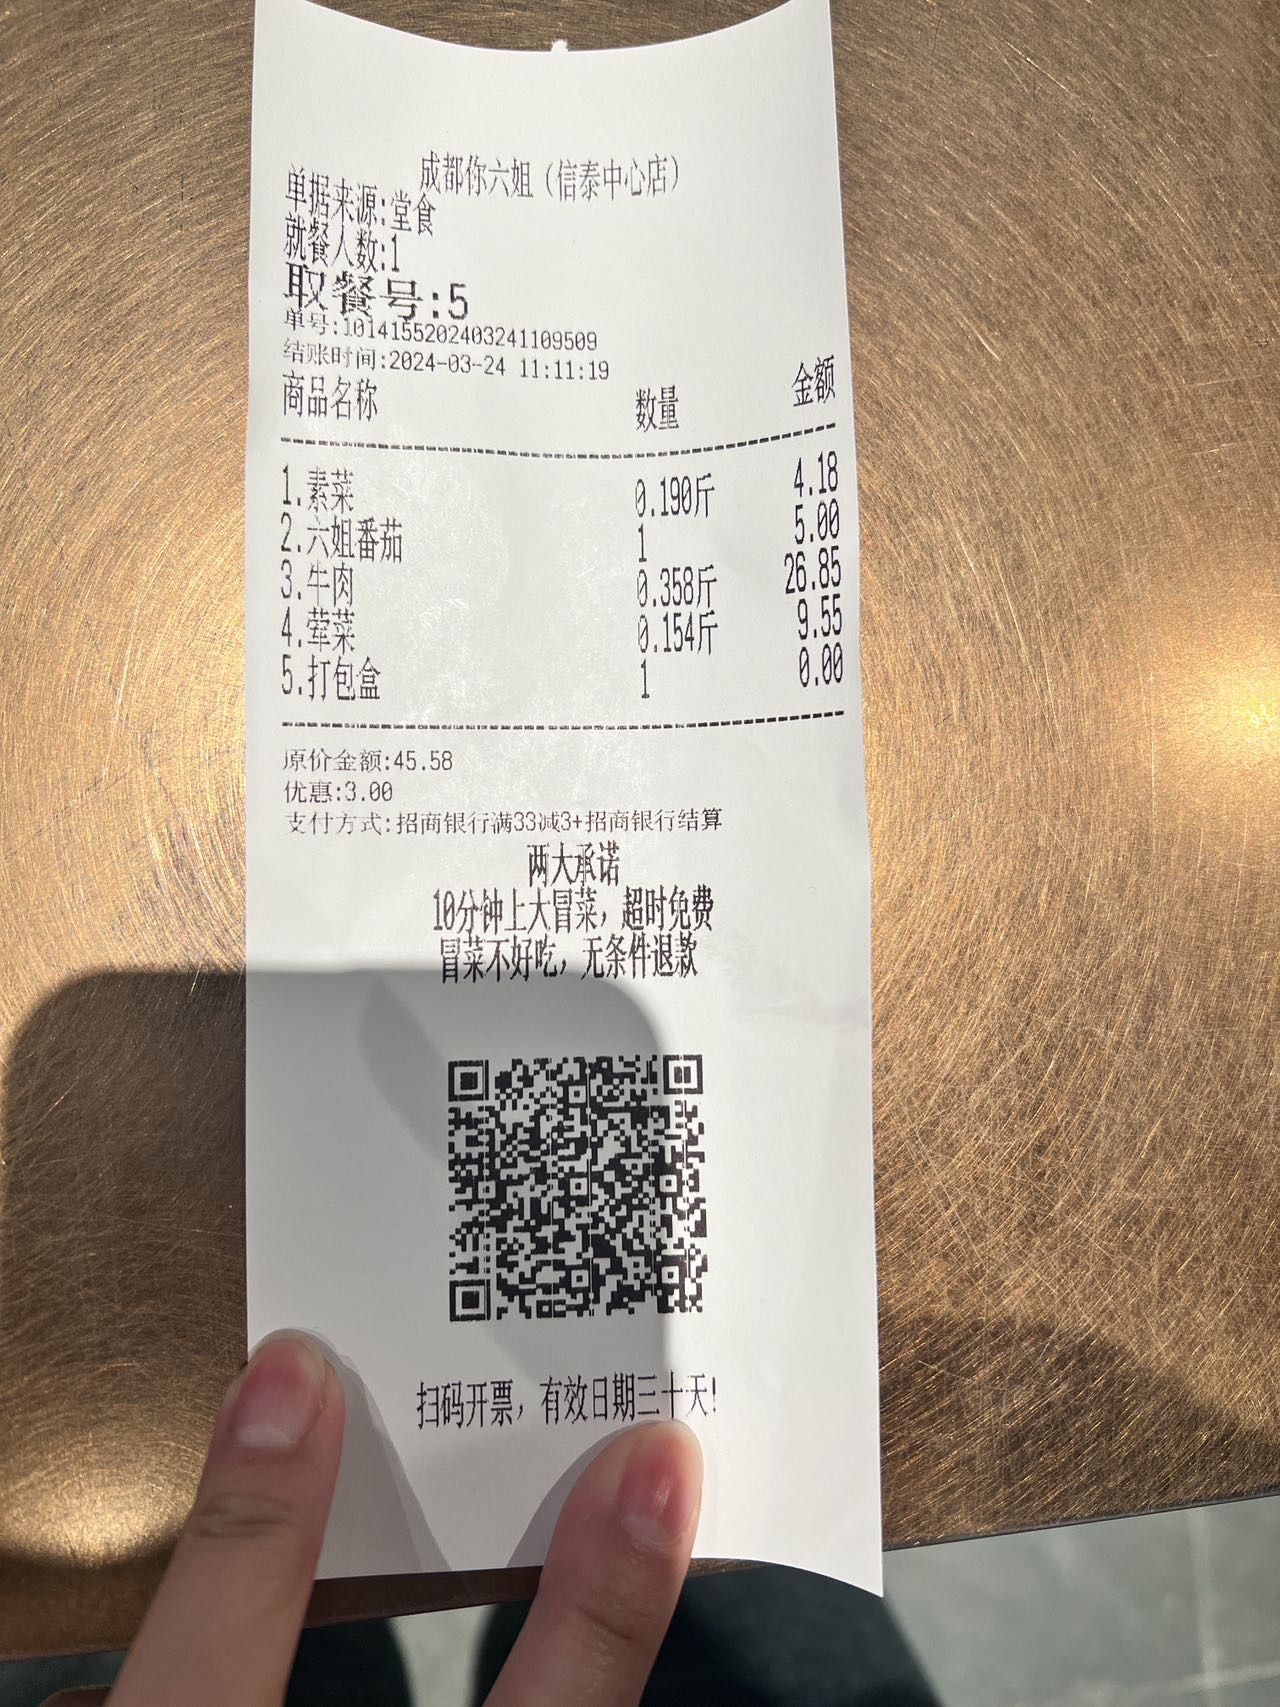 成都你六姐（信泰中心店）
单据来源:堂食
就餐人数:1
取餐号:5
单号:1014155202403241109509
结账时间:2024-03-24 11:11:19
商品名称 数量 金额
1.素菜 0.190斤 4.18
2.六姐番茄 1 5.00
3.牛肉 0.358斤 26.85
4.荤菜 0.154斤 9.55
5.打包盒 1 0.00
原价金额:45.58
优惠:3.00
支付方式:招商银行满33减3+招商银行结算
两大承诺
10分钟上大冒菜，超时免费
冒菜不好吃，无条件退款
扫码开票，有效日期三十天!